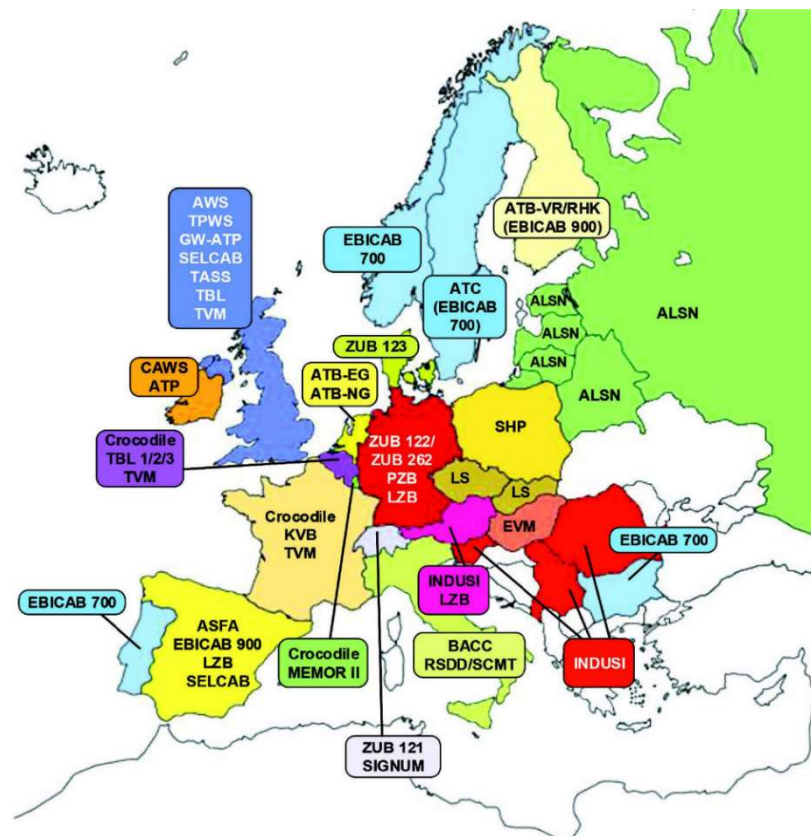 AWS
TPWS
GW-ATP
SELCAB
TASS
TBL
TVM
EBICAB
700
ATB-VR/RHK
(EBICAB 900)
ATC
(EBICAB
700)
ALSN
ALSN
ALSN
ALSN
ALSN
ZUB 123
CAWS
ATP
ATB-EG
ATB-NG
Crocodile
TBL 1/2/3
TVM
ZUB 122/
ZUB 262
PZB
LZB
SHP
LS
LS
EVM
Crocodile
KVB
TVM
EBICAB 700
INDUSI
LZB
EBICAB 700
ASFA
EBICAB 900
LZB
SELCAB
Crocodile
MEMOR II
BACC
RSDD/SCMT
INDUSI
ZUB 121
SIGNUM